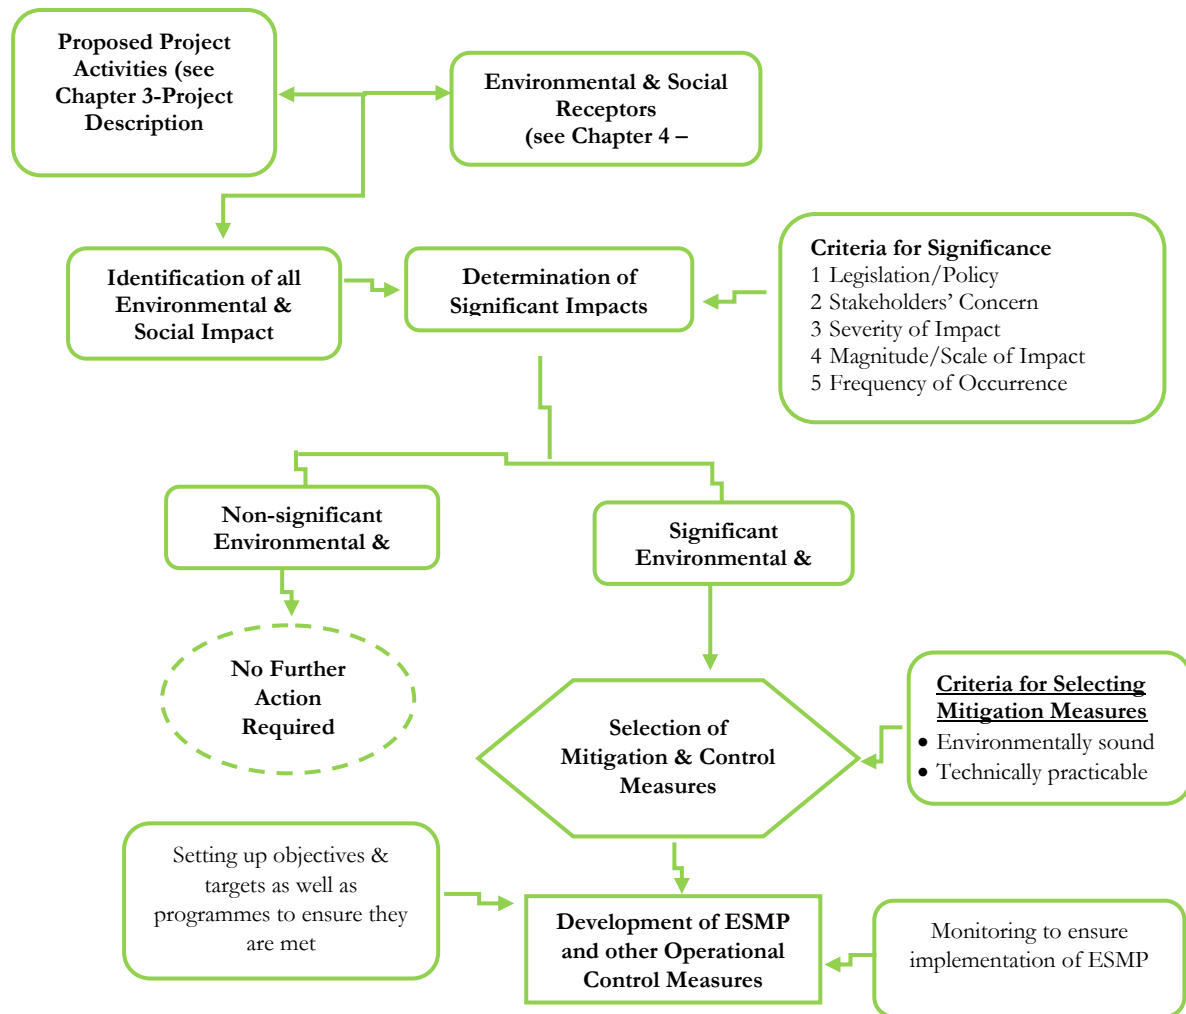 Proposed Project
Activities (see
Chapter 3-Project
Description
Environmental & Social
Receptors
(see Chapter 4 –
Identification of all
Environmental &
Social Impact
Determination of
Significant Impacts
Criteria for Significance
1 Legislation/Policy
2 Stakeholders’ Concern
3 Severity of Impact
4 Magnitude/Scale of Impact
5 Frequency of Occurrence
Non-significant
Environmental &
Significant
Environmental &
No Further
Action
Required
Selection of
Mitigation & Control
Measures
Criteria for Selecting
Mitigation Measures
• Environmentally sound
• Technically practicable
Setting up objectives &
targets as well as
programmes to ensure they
are met
Development of ESMP
and other Operational
Control Measures
Monitoring to ensure
implementation of ESMP